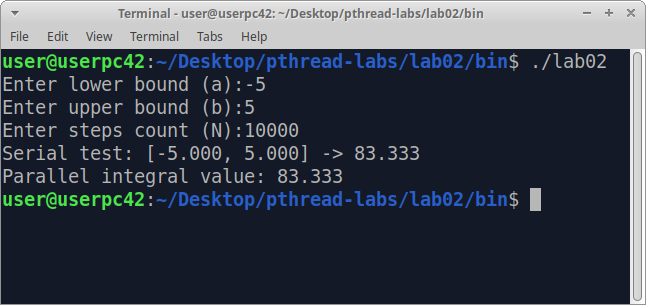 Terminal - user@userpc42: ~/Desktop/pthread-labs/lab02/bin
File Edit View Terminal Tabs Help
user@userpc42:~/Desktop/pthread-labs/lab02/bin$ ./lab02
Enter lower bound (a):-5
Enter upper bound (b):5
Enter steps count (N):10000
Serial test: [-5.000, 5.000] -> 83.333
Parallel integral value: 83.333
user@userpc42:~/Desktop/pthread-labs/lab02/bin$